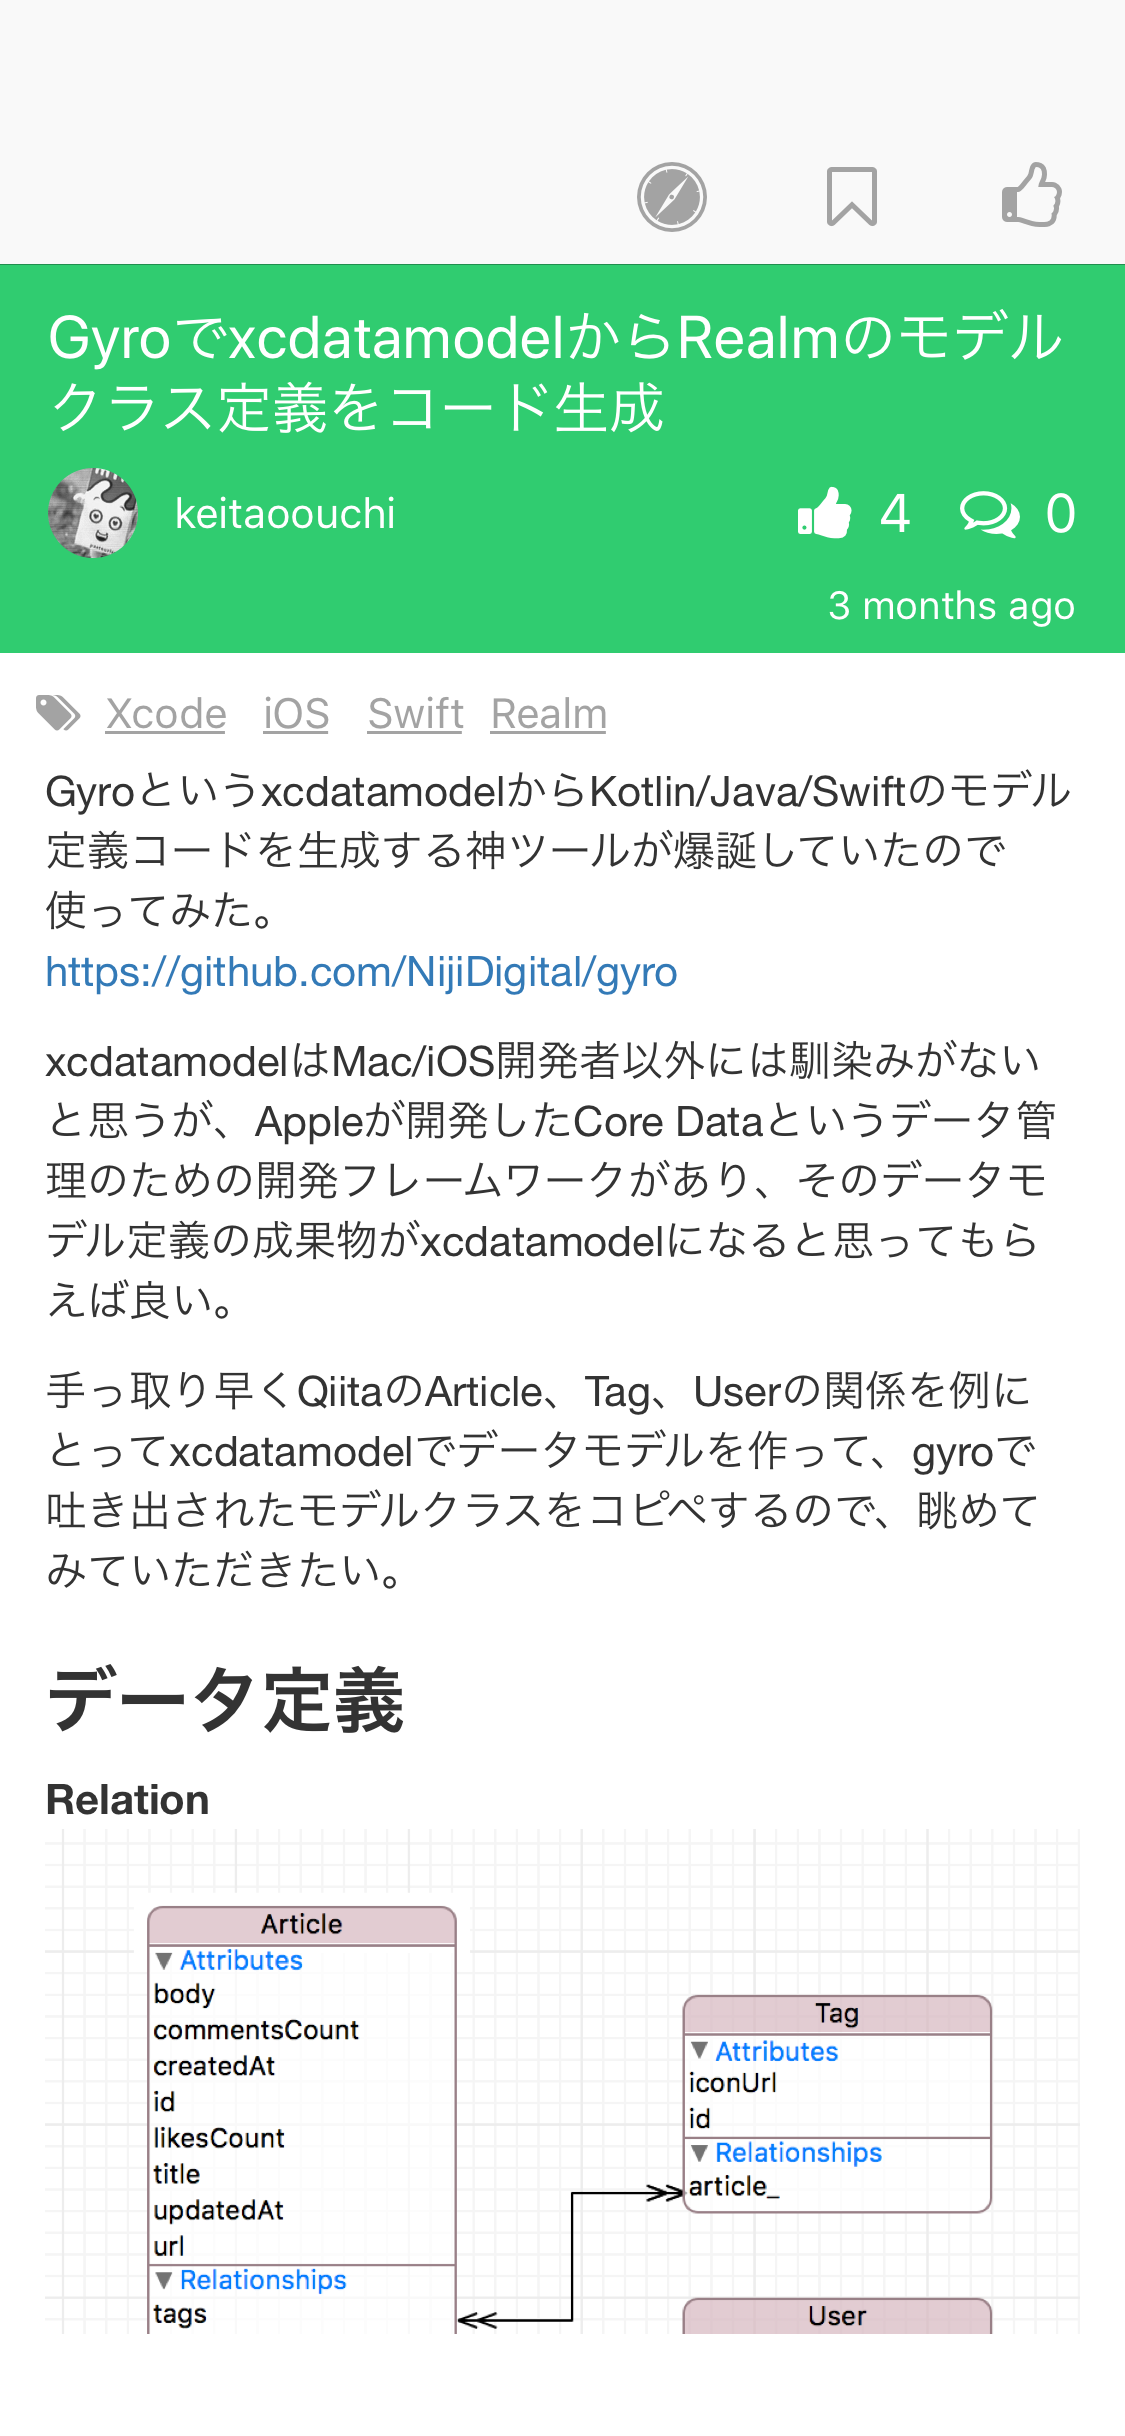 GyroでxcdatamodelからRealmのモデル
クラス定義をコード生成
keitaoouchi
4 0
3 months ago
Xcode iOS Swift Realm
GyroというxcdatamodelからKotlin/Java/Swiftのモデル
定義コードを生成する神ツールが爆誕していたので
使ってみた。
https://github.com/NijiDigital/gyro
xcdatamodelはMac/iOS開発者以外には馴染みがない
と思うが、Appleが開発したCore Dataというデータ管
理のための開発フレームワークがあり、そのデータモ
デル定義の成果物がxcdatamodelになると思ってもら
えば良い。
手っ取り早くQiitaのArticle、Tag、Userの関係を例に
とってxcdatamodelでデータモデルを作って、gyroで
吐き出されたモデルクラスをコピペするので、眺めて
みていただきたい。
データ定義
Relation
Article
▼ Attributes
body
commentsCount
createdAt
id
likesCount
title
updatedAt
url
▼ Relationships
tags
Tag
▼ Attributes
iconUrl
id
▼ Relationships
article_
User